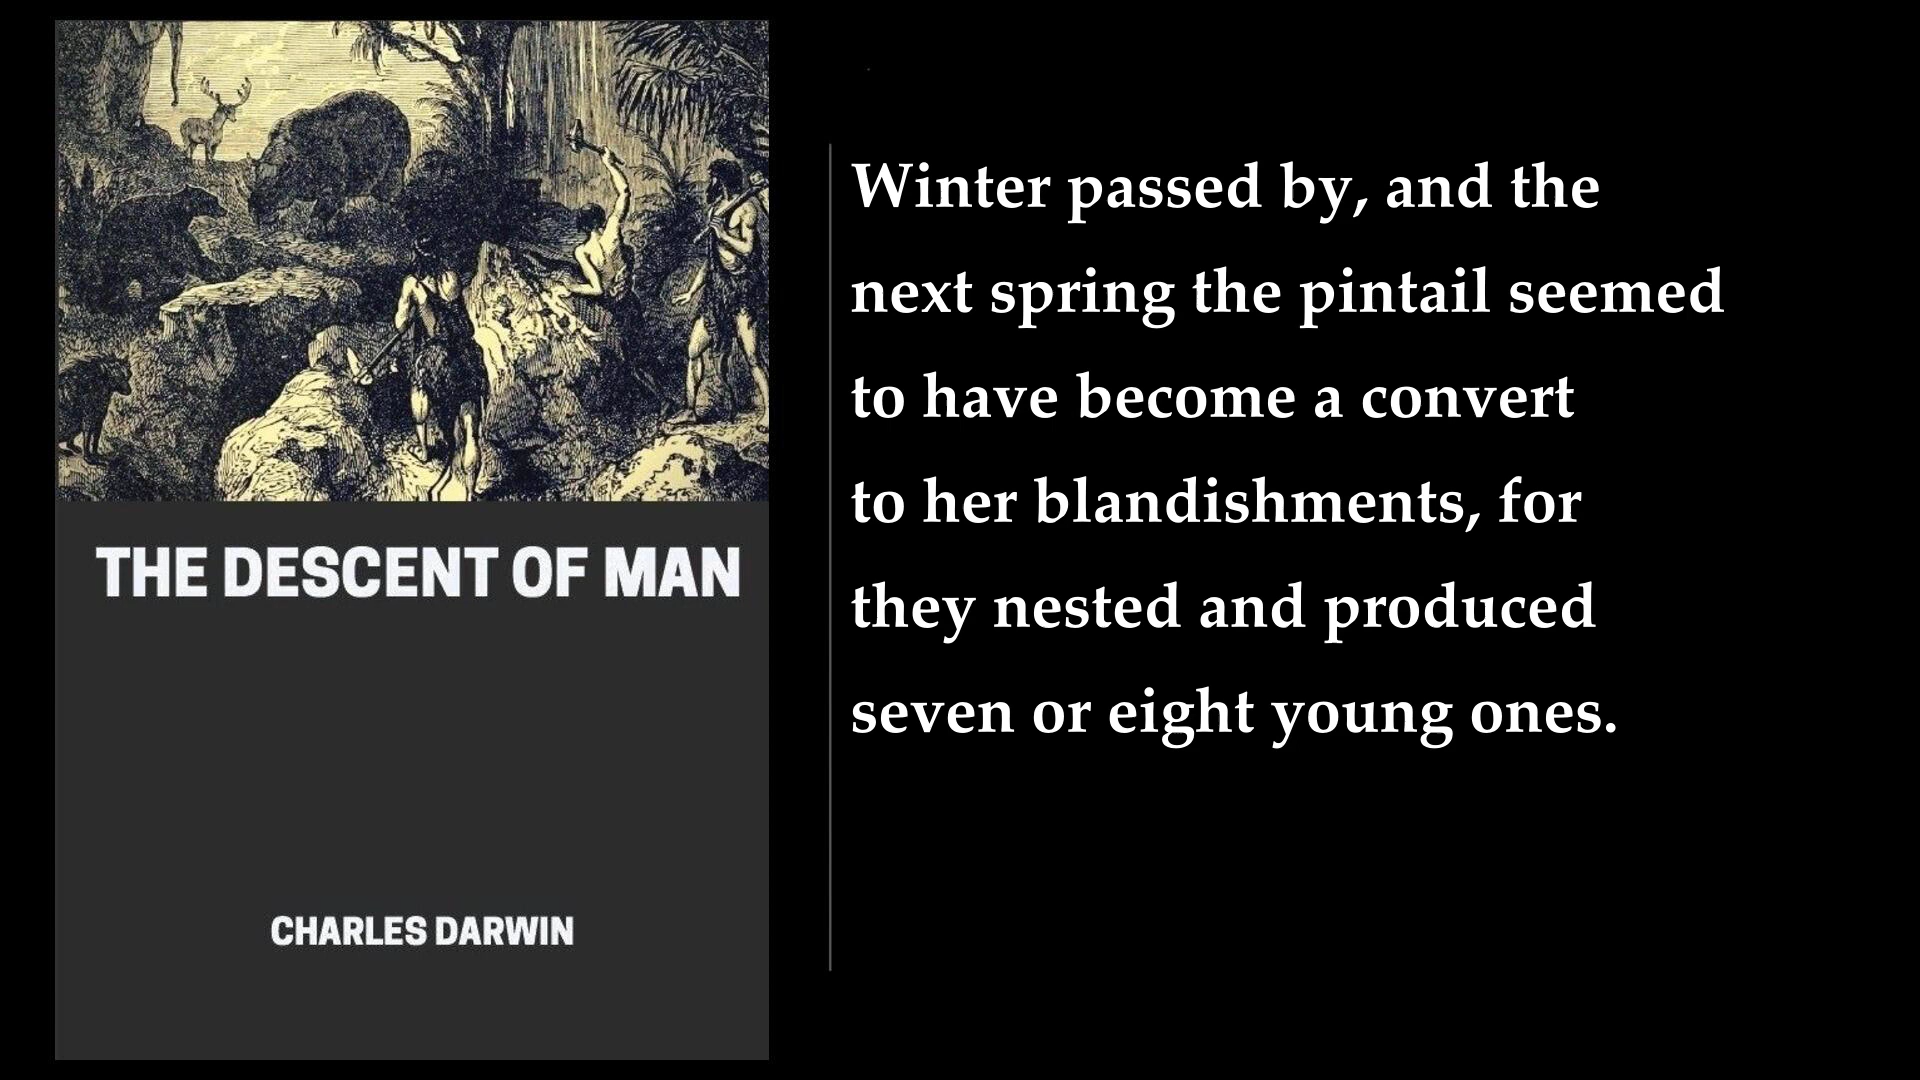 THE DESCENT OF MAN
CHARLES DARWIN
Winter passed by, and the
next spring the pintail seemed
to have become a convert
to her blandishments, for
they nested and produced
seven or eight young ones.